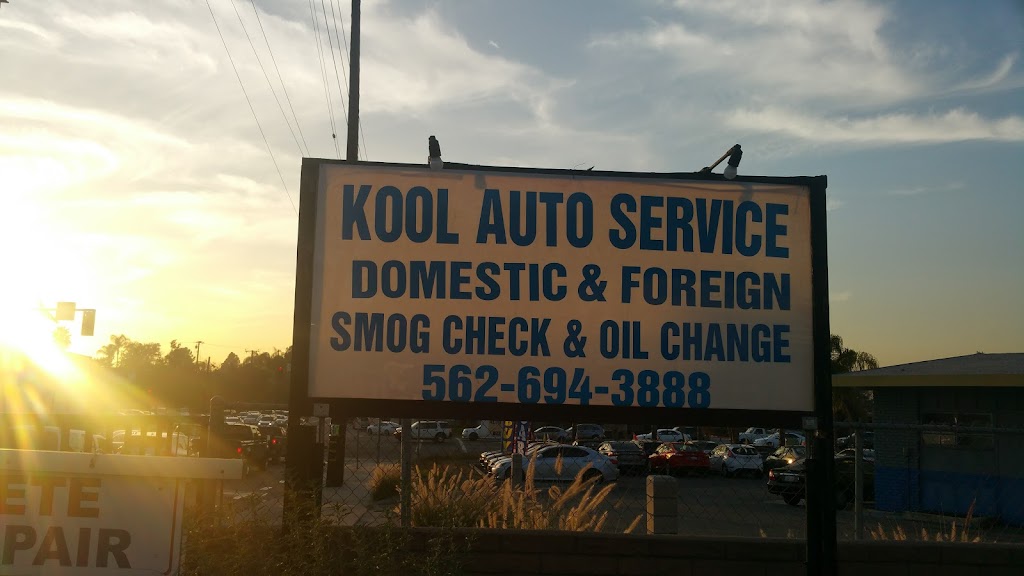 KOOL AUTO SERVICE
DOMESTIC & FOREIGN
SMOG CHECK & OIL CHANGE
562-694-3888
ETE
PAIR